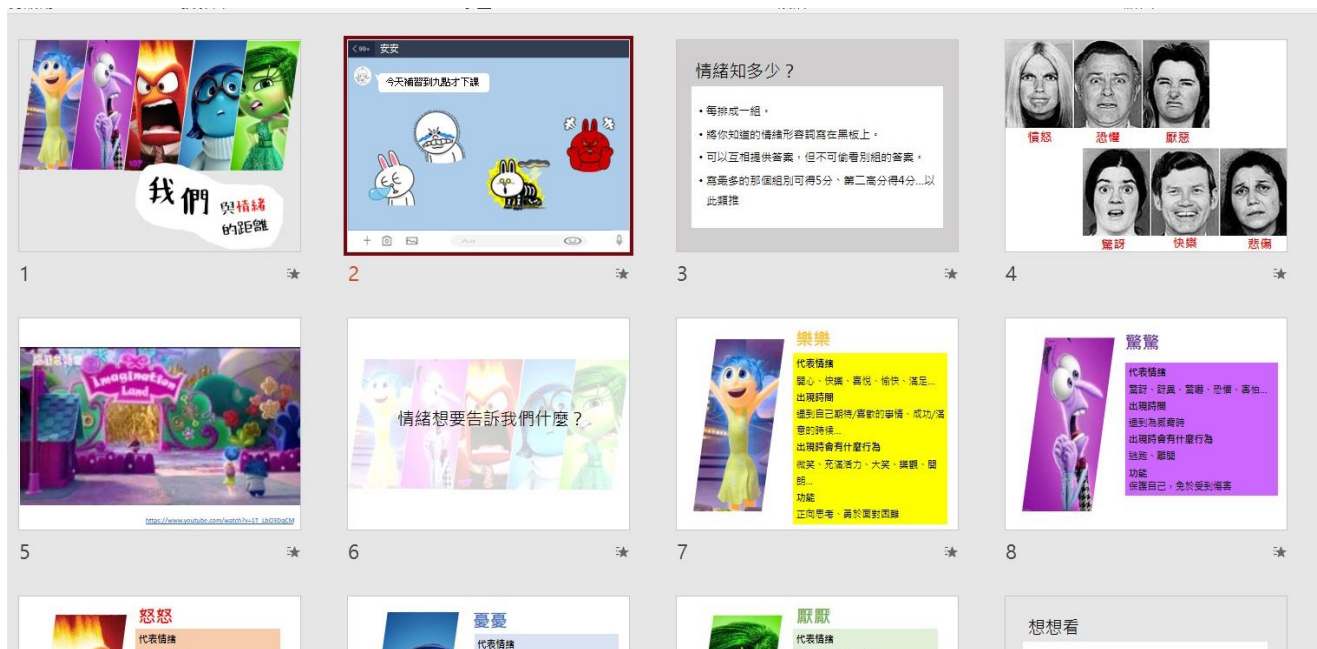 我們
與情緒
的距離
1
99+ 安安
今天補習到九點才下課
2
情緒知多少？
• 每排成一組。
• 將你知道的情緒形容詞寫在黑板上。
• 可以互相提供答案，但不可偷看別組的答案。
• 寫最多的那個組別可得5分、第二高分得4分...以
此類推
3
憤怒 恐懼 厭惡
驚訝 快樂 悲傷
4
Imagination
Land
https://www.youtube.com/watch?v=1T_LbO3DgCM
5
情緒想要告訴我們什麼？
6
樂樂
代表情緒
開心、快樂、喜悅、愉快、滿足...
出現時間
遇到自己期待/喜歡的事情、成功/滿
意的時候...
出現時會有什麼行為
微笑、充滿活力、大笑、樂觀、開
朗...
功能
正向思考、勇於面對困難
7
驚驚
代表情緒
驚訝、訝異、驚嚇、恐懼、害怕...
出現時間
遇到為威脅時
出現時會有什麼行為
逃跑、離開
功能
保護自己，免於受到傷害
8
怒怒
代表情緒
憂憂
代表情緒
厭厭
代表情緒
想想看